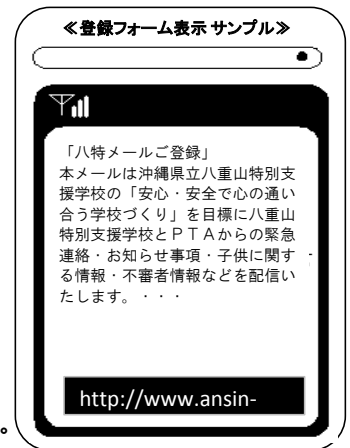 ≪登録フォーム表示サンプル≫
「八特メールご登録」
本メールは沖縄県立八重山特別支
援学校の「安心・安全で心の通い
合う学校づくり」を目標に八重山
特別支援学校とPTAからの緊急
連絡・お知らせ事項・子供に関す
る情報・不審者情報などを配信い
たします。・・・
http://www.ansin-
。